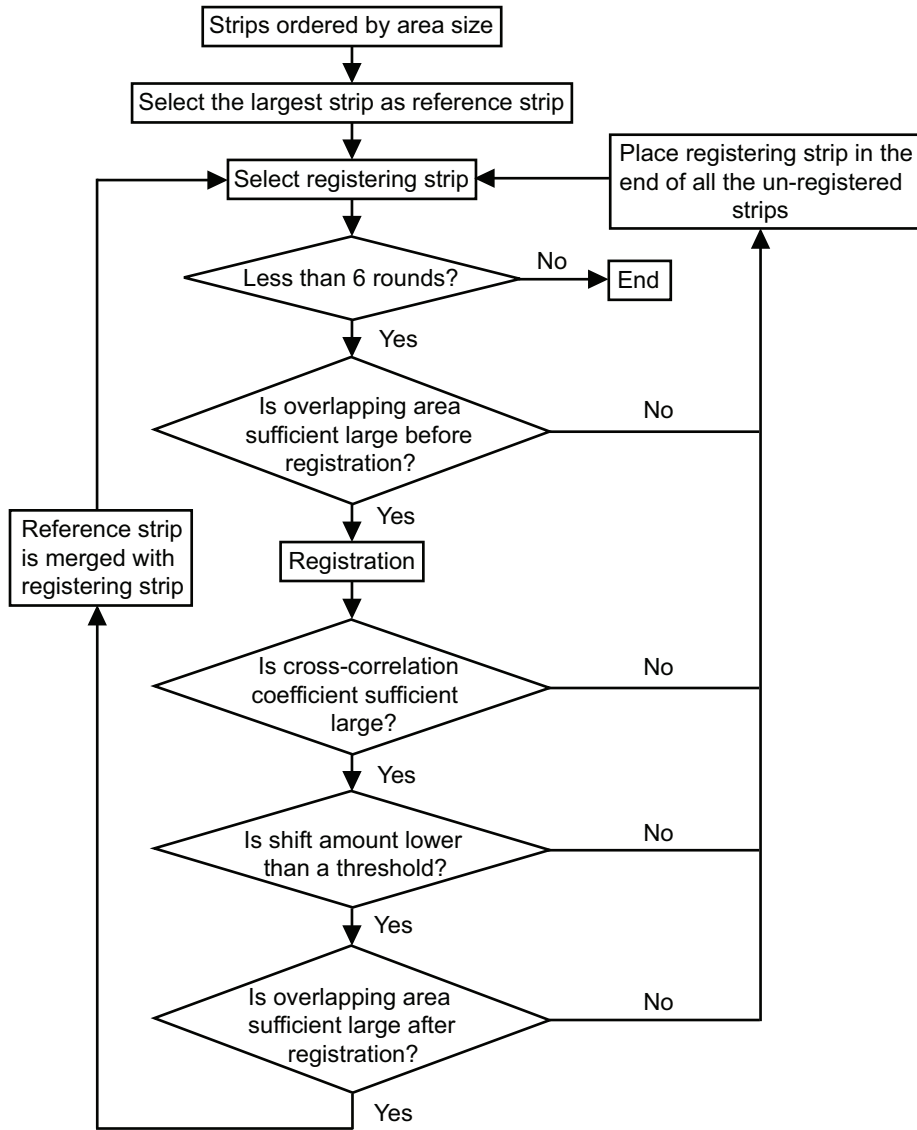 Strips ordered by area size
Select the largest strip as reference strip
Select registering strip
Place registering strip in the
end of all the un-registered
strips
Less than 6 rounds?
No
End
Yes
Is overlapping area
sufficient large before
registration?
No
Yes
Reference strip
is merged with
registering strip
Registration
Is cross-correlation
coefficient sufficient
large?
No
Yes
Is shift amount lower
than a threshold?
No
Yes
Is overlapping area
sufficient large after
registration?
No
Yes